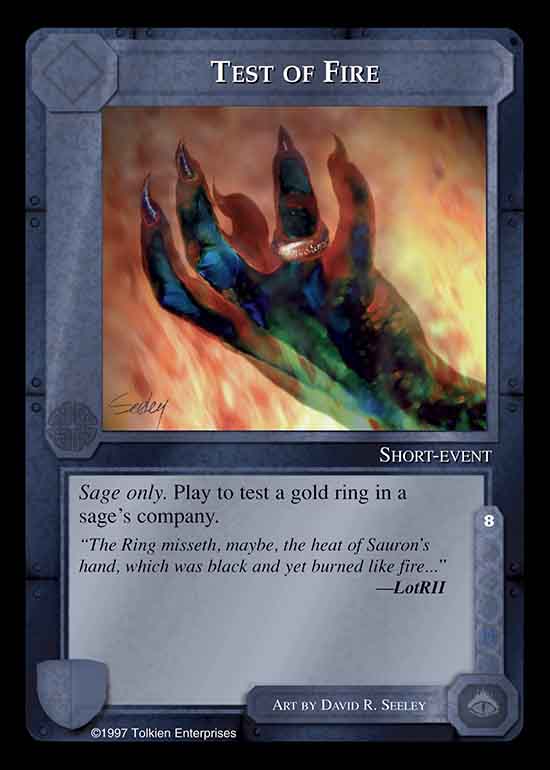 TEST OF FIRE
Seeley
SHORT-EVENT
Sage only. Play to test a gold ring in a
sage's company.
8
“The Ring misseth, maybe, the heat of Sauron's
hand, which was black and yet burned like fire...”
—LotRII
ART BY DAVID R. SEELEY
©1997 Tolkien Enterprises